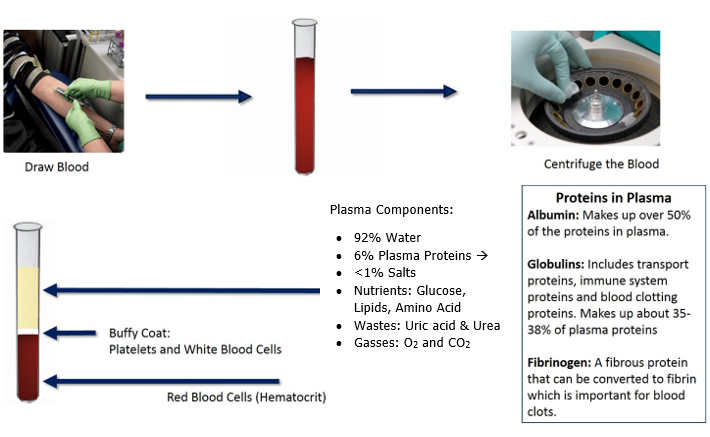 Draw Blood
Centrifuge the Blood
Plasma Components:
• 92% Water
• 6% Plasma Proteins →
• <1% Salts
• Nutrients: Glucose,
Lipids, Amino Acid
• Wastes: Uric acid & Urea
• Gasses: O₂ and CO₂
Buffy Coat:
Platelets and White Blood Cells
Red Blood Cells (Hematocrit)
Proteins in Plasma
Albumin: Makes up over 50%
of the proteins in plasma.
Globulins: Includes transport
proteins, immune system
proteins and blood clotting
proteins. Makes up about 35-
38% of plasma proteins
Fibrinogen: A fibrous protein
that can be converted to fibrin
which is important for blood
clots.